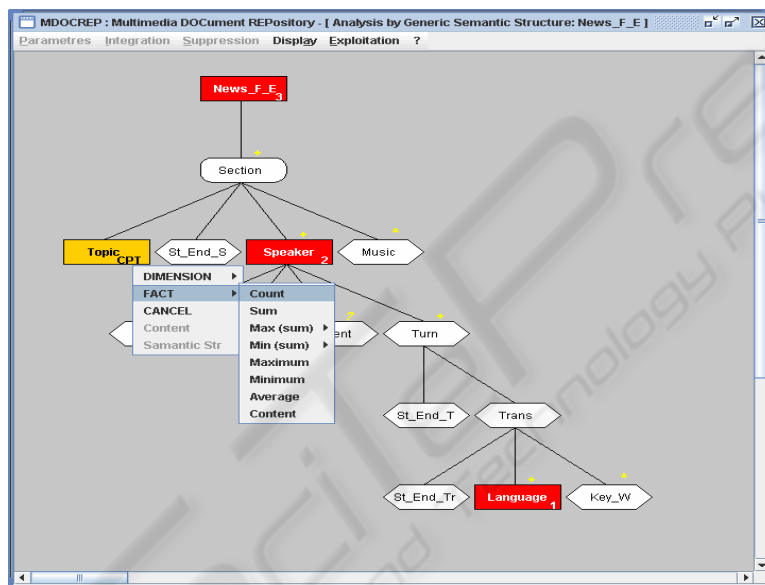 MDOCREP : Multimedia DOCument REPository - [ Analysis by Generic Semantic Structure: News_F_E ]
Parametres Integration Suppression Display Exploitation ?
News_F_E
3
+
Section
Topic
CPT
St_End_S
+
Speaker
2
*
Music
DIMENSION
FACT
CANCEL
Content
Samantic Str
Count
Sum
Max (sum)
Min (sum)
Maximum
Minimum
Average
Content
?
ent
+
Turn
St_End_T
Trans
St_End_Tr
+
Language
1
*
Key_W